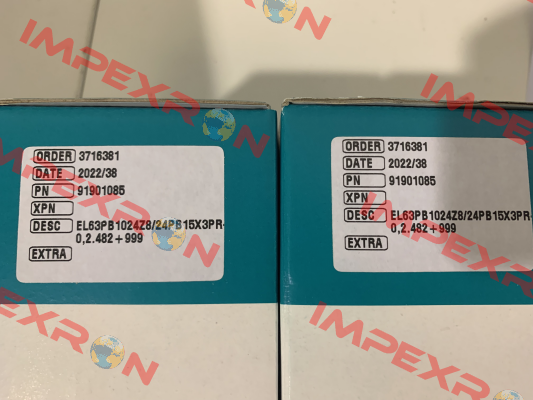 ORDER 3716381
DATE 2022/38
PN 91901085
XPN
DESC EL63PB1024Z8/24PB15X3PR-
0,2.482+999
EXTRA
ORDER 3716381
DATE 2022/38
PN 91901085
XPN
DESC EL63PB1024Z8/24PB15X3PR-
0,2.482+999
EXTRA
IMPEXRON
IMPEXRON
IMPEXRON
IMPEXRON